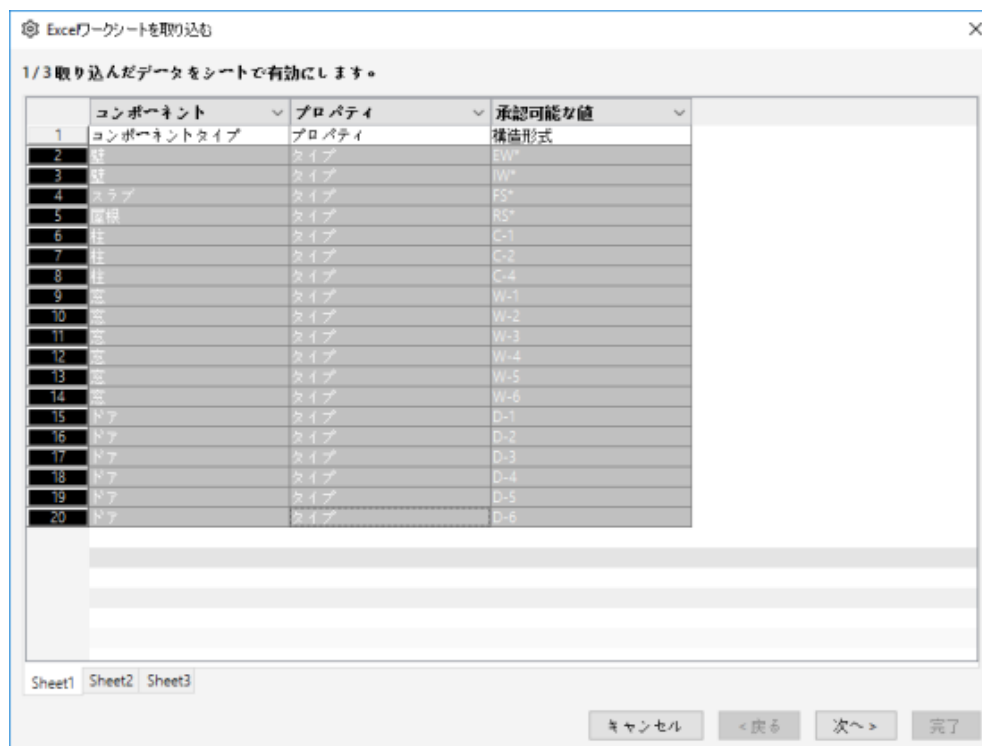 Excelワークシートを取り込む
1/3取り込んだデータをシートで有効にします。
コンポーネント プロパティ 承認可能な値
1 コンポーネントタイプ プロパティ 構造形式
2 壁 タイプ EW*
3 壁 タイプ IW*
4 スラブ タイプ FS*
5 屋根 タイプ RS*
6 柱 タイプ C-1
7 柱 タイプ C-2
8 柱 タイプ C-4
9 窓 タイプ W-1
10 窓 タイプ W-2
11 窓 タイプ W-3
12 窓 タイプ W-4
13 窓 タイプ W-5
14 窓 タイプ W-6
15 ドア タイプ D-1
16 ドア タイプ D-2
17 ドア タイプ D-3
18 ドア タイプ D-4
19 ドア タイプ D-5
20 ドア タイプ D-6
Sheet1 Sheet2 Sheet3
キャンセル <戻る 次へ> 完了